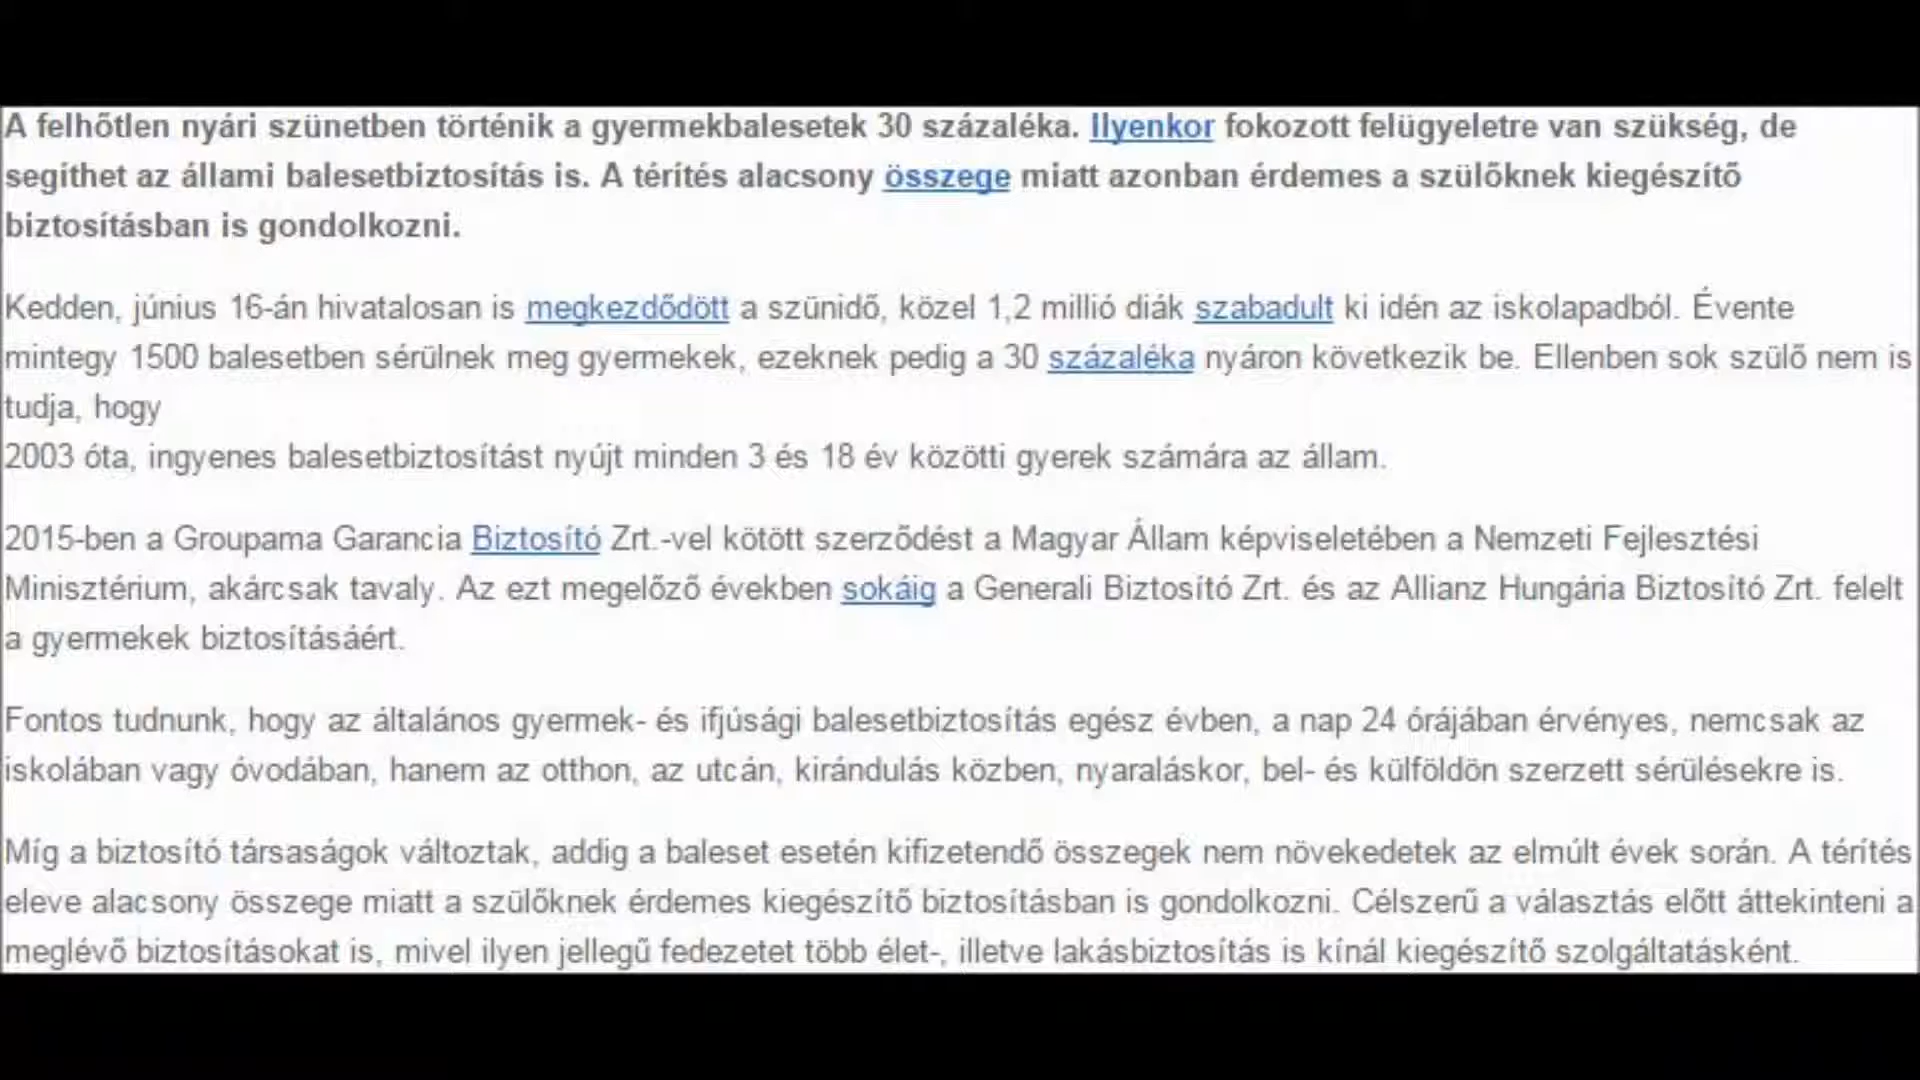 A felhőtlen nyári szünetben történik a gyermekbalesetek 30 százaléka. Ilyenkor fokozott felügyeletre van szükség, de
segíthet az állami balesetbiztosítás is. A térítés alacsony összege miatt azonban érdemes a szülőknek kiegészítő
biztosításban is gondolkozni.
Kedden, június 16-án hivatalosan is megkezdődött a szünidő, közel 1,2 millió diák szabadult ki idén az iskolapadból. Évente
mintegy 1500 balesetben sérülnek meg gyermekek, ezeknek pedig a 30 százaléka nyáron következik be. Ellenben sok szülő nem is
tudja, hogy
2003 óta, ingyenes balesetbiztosítást nyújt minden 3 és 18 év közötti gyerek számára az állam.
2015-ben a Groupama Garancia Biztosító Zrt.-vel kötött szerződést a Magyar Állam képviseletében a Nemzeti Fejlesztési
Minisztérium, akárcsak tavaly. Az ezt megelőző években sokáig a Generali Biztosító Zrt. és az Allianz Hungária Biztosító Zrt. felelt
a gyermekek biztosításáért.
Fontos tudnunk, hogy az általános gyermek- és ifjúsági balesetbiztosítás egész évben, a nap 24 órájában érvényes, nemcsak az
iskolában vagy óvodában, hanem az otthon, az utcán, kirándulás közben, nyaraláskor, bel- és külföldön szerzett sérülésekre is.
Míg a biztosító társaságok változtak, addig a baleset esetén kifizetendő összegek nem növekedetek az elmúlt évek során. A térítés
eleve alacsony összege miatt a szülőknek érdemes kiegészítő biztosításban is gondolkozni. Célszerű a választás előtt áttekinteni a
meglévő biztosításokat is, mivel ilyen jellegű fedezetet több élet-, illetve lakásbiztosítás is kínál kiegészítő szolgáltatásként.